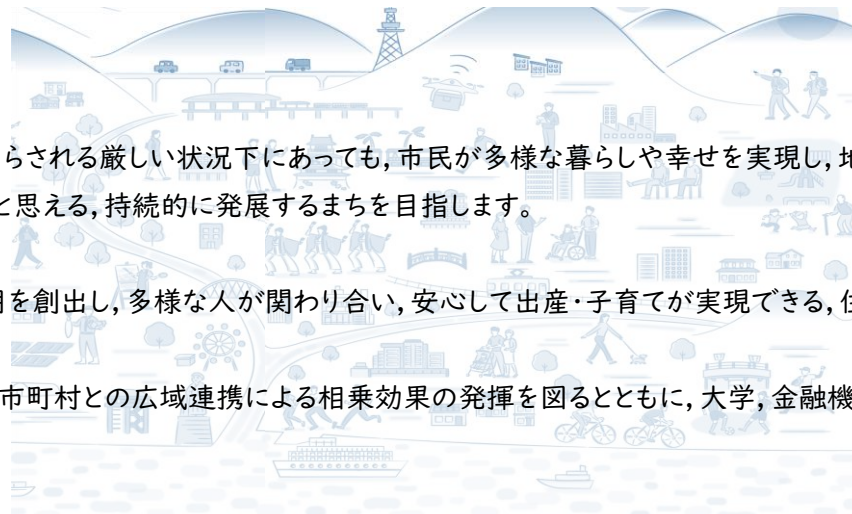 らされる厳しい状況下にあっても，市民が多様な暮らしや幸せを実現し，地
と思える，持続的に発展するまちを目指します。
を創出し，多様な人が関わり合い，安心して出産・子育てが実現できる，住
市町村との広域連携による相乗効果の発揮を図るとともに，大学，金融機